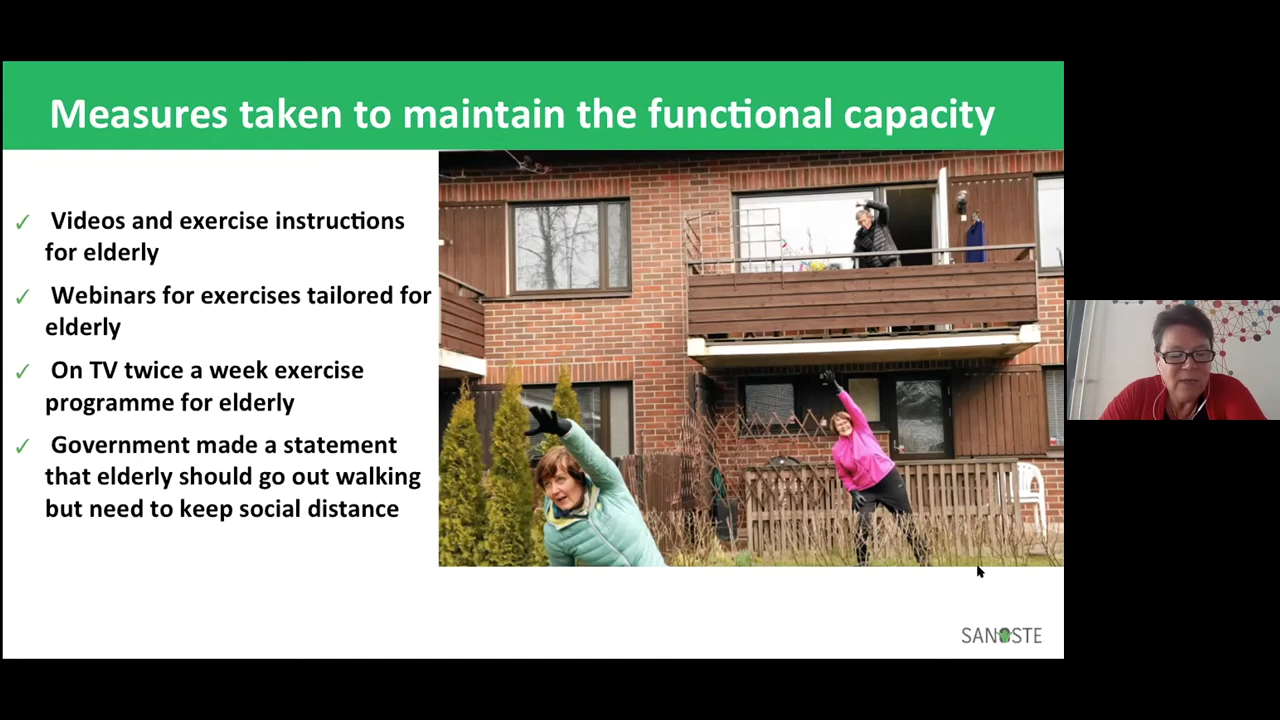 Measures taken to maintain the functional capacity
✓ Videos and exercise instructions
for elderly
✓ Webinars for exercises tailored for
elderly
✓ On TV twice a week exercise
programme for elderly
✓ Government made a statement
that elderly should go out walking
but need to keep social distance
SANOSTE